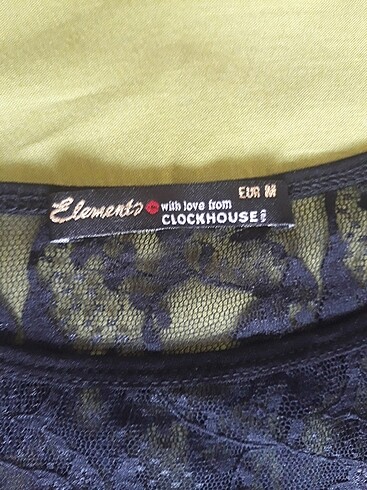 EUR M
Elements with love from
CLOCKHOUSE